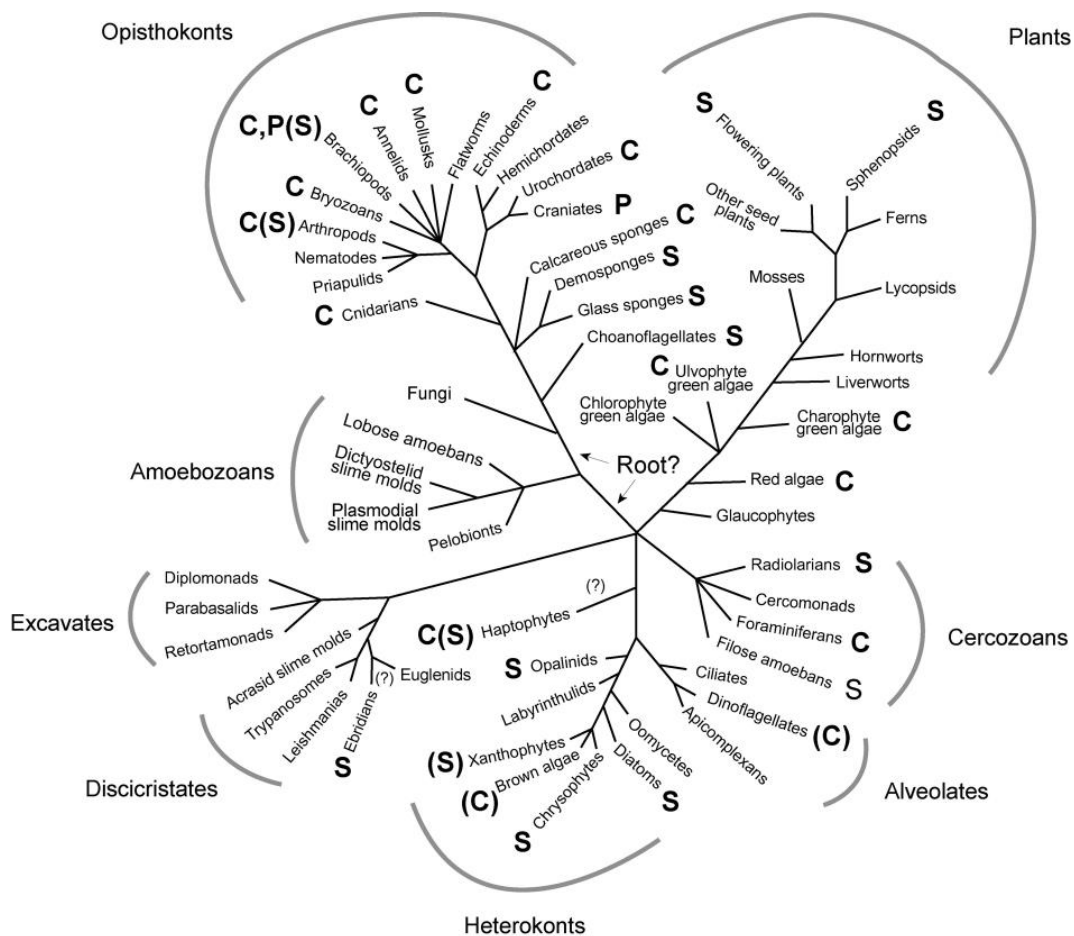 Opisthokonts
Plants
C
Echinoderms
C
Mollusks
C
Annelids
Flatworms
C,P(S)
Brachiopods
Hemichordates
C
Bryozoans
Urochordates C
C(S) Arthropods
Craniates P
Nematodes
Calcareous sponges C
Priapulids
Demosponges S
C Cnidarians
Glass sponges S
Choanoflagellates S
S
Flowering plants
S
Sphenopsids
Other seed
plants
Ferns
Mosses
Lycopsids
Hornworts
Liverworts
C
Ulvophyte
green algae
Chlorophyte
green algae
Charophyte
green algae
C
Red algae C
Glaucophytes
Fungi
Root?
Amoebozoans
Lobose amoebans
Dictyostelid
slime molds
Plasmodial
slime molds
Pelobionts
Excavates
Diplomonads
Parabasalids
Retortamonads
Acrasid slime molds
Trypanosomes
Leishmanias
Ebridians
S
(?)
Euglenids
Discicristates
(?)
C(S) Haptophytes
S Opalinids
Labyrinthulids
(S) Xanthophytes
(C) Brown algae
S Chrysophytes
Diatoms
S
Oomycetes
Heterokonts
Radiolarians S
Cercomonads
Foraminiferans C
Filose amoebans S
Cercozoans
Ciliates
Dinoflagellates
(C)
Apicomplexans
Alveolates